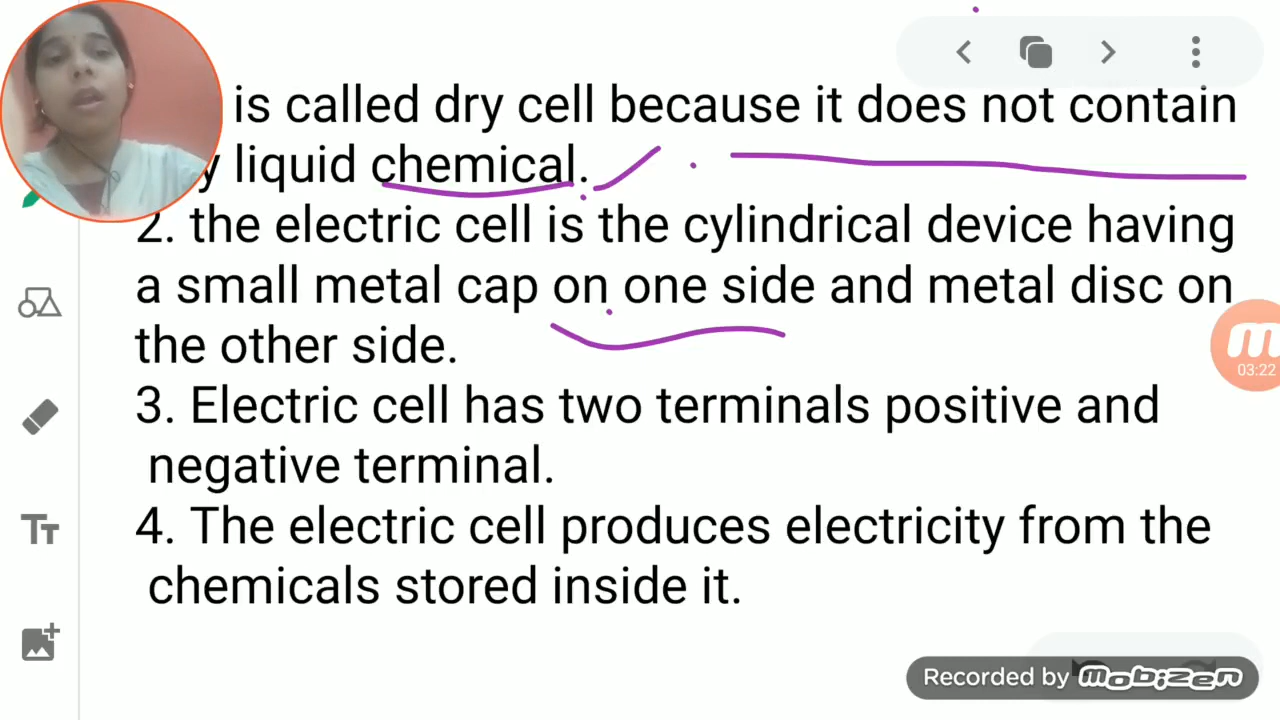 is called dry cell because it does not contain
liquid chemical.
2. the electric cell is the cylindrical device having
a small metal cap on one side and metal disc on
the other side.
3. Electric cell has two terminals positive and
negative terminal.
4. The electric cell produces electricity from the
chemicals stored inside it.
03:22
TT
Recorded by mobizen